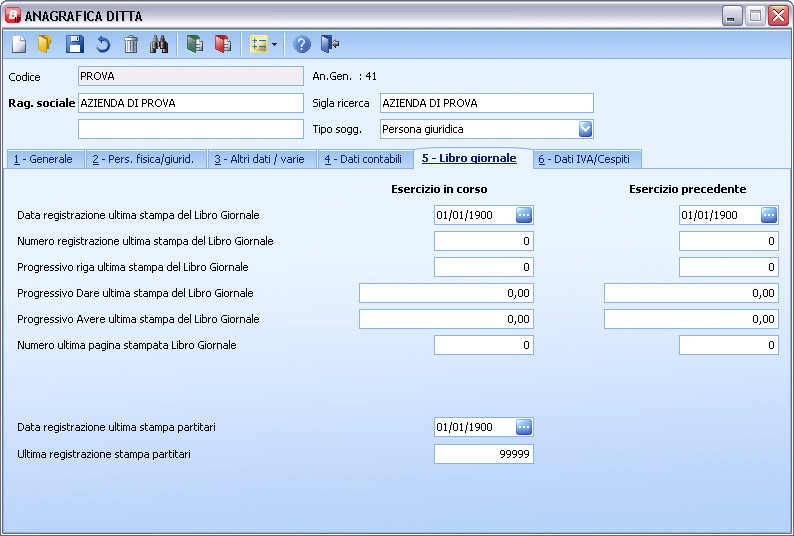 ANAGRAFICA DITTA
Codice PROVA An.Gen. : 41
Rag. sociale AZIENDA DI PROVA Sigla ricerca AZIENDA DI PROVA
Tipo sogg. Persona giuridica
1 - Generale 2 - Pers. fisica/giurid. 3 - Altri dati / varie 4 - Dati contabili 5 - Libro giornale 6 - Dati IVA/Cespiti
Esercizio in corso Esercizio precedente
Data registrazione ultima stampa del Libro Giornale 01/01/1900 01/01/1900
Numero registrazione ultima stampa del Libro Giornale 0 0
Progressivo riga ultima stampa del Libro Giornale 0 0
Progressivo Dare ultima stampa del Libro Giornale 0,00 0,00
Progressivo Avere ultima stampa del Libro Giornale 0,00 0,00
Numero ultima pagina stampata Libro Giornale 0 0
Data registrazione ultima stampa partitari 01/01/1900
Ultima registrazione stampa partitari 99999